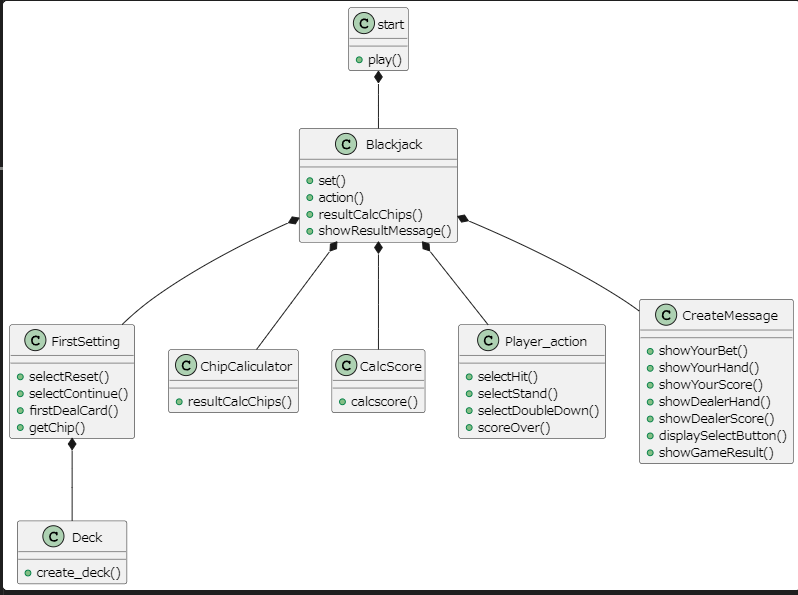 C start
play()
C Blackjack
set()
action()
resultCalcChips()
showResultMessage()
C FirstSetting
selectReset()
selectContinue()
firstDealCard()
getChip()
C ChipCaliculator
resultCalcChips()
C CalcScore
calcscore()
C Player_action
selectHit()
selectStand()
selectDoubleDown()
scoreOver()
C CreateMessage
showYourBet()
showYourHand()
showYourScore()
showDealerHand()
showDealerScore()
displaySelectButton()
showGameResult()
C Deck
create_deck()